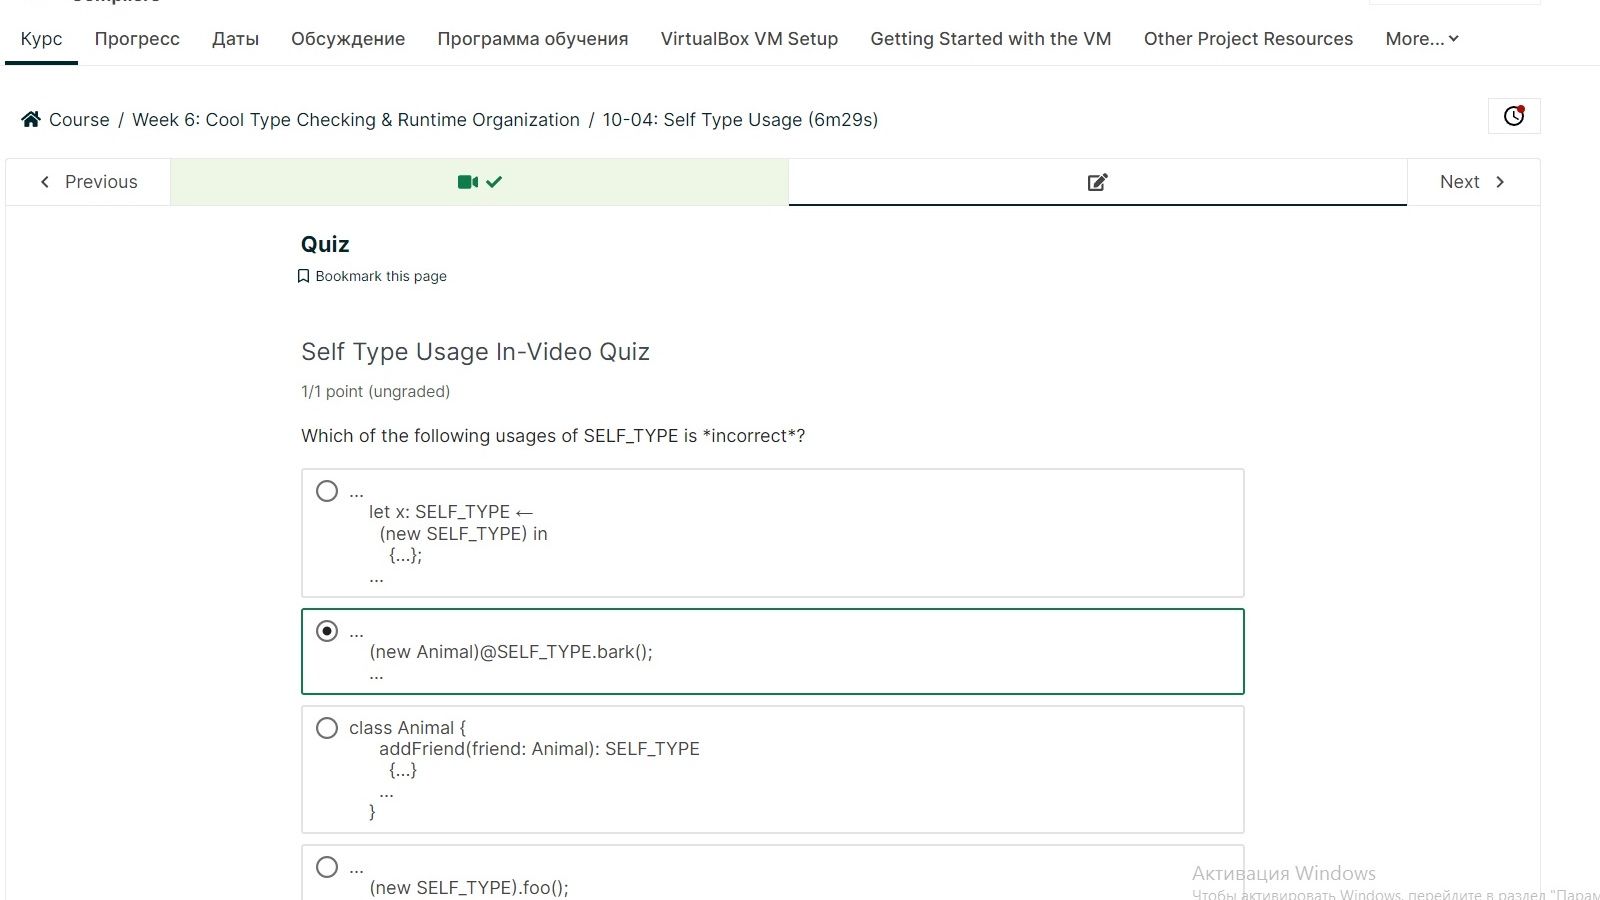 Курс
Прогресс
Даты
Обсуждение
Программа обучения
VirtualBox VM Setup
Getting Started with the VM
Other Project Resources
More...
Course / Week 6: Cool Type Checking & Runtime Organization / 10-04: Self Type Usage (6m29s)
Previous
Next
Quiz
Bookmark this page
Self Type Usage In-Video Quiz
1/1 point (ungraded)
Which of the following usages of SELF_TYPE is *incorrect*?
...
let x: SELF_TYPE ←
(new SELF_TYPE) in
{...};
...
...
(new Animal)@SELF_TYPE.bark();
...
class Animal {
addFriend(friend: Animal): SELF_TYPE
{...}
...
}
...
(new SELF_TYPE).foo();
Активация Windows
Чтобы активировать Windows, перейдите в раздел "Парам